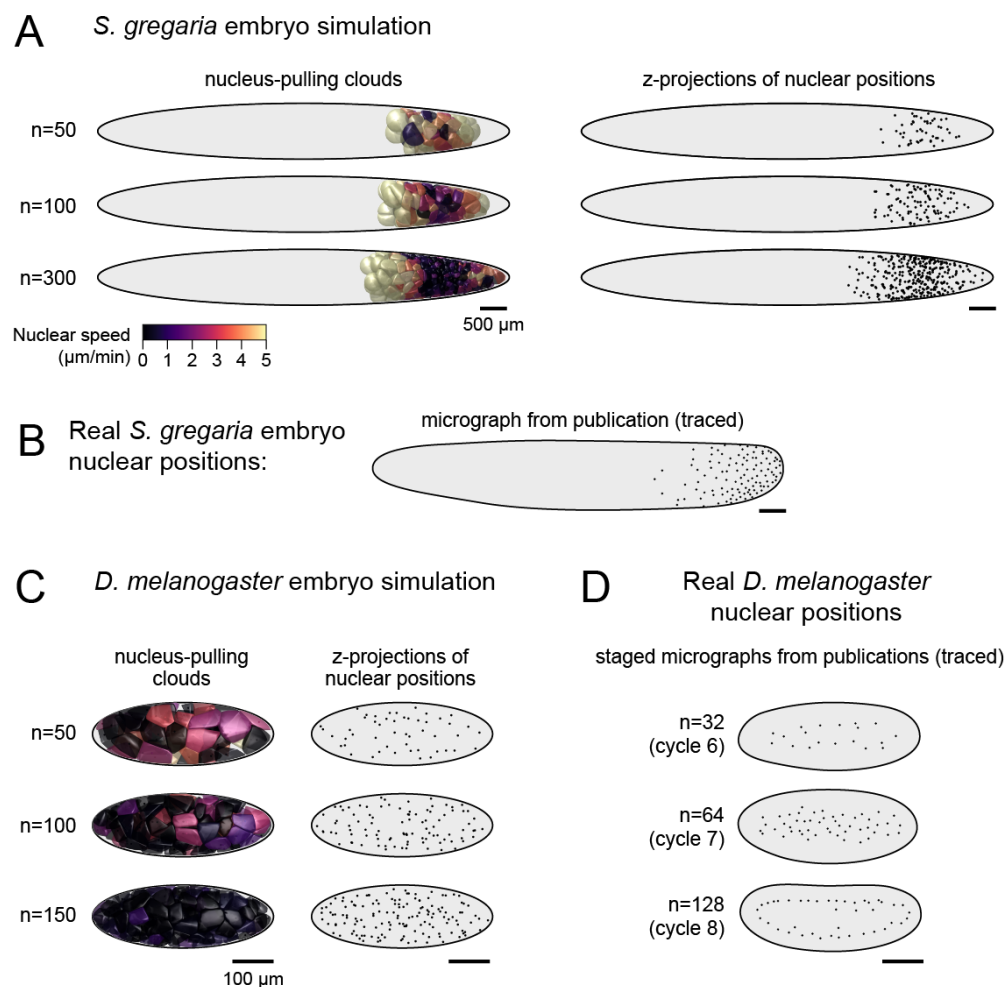 A
S. gregaria embryo simulation
nucleus-pulling clouds
z-projections of nuclear positions
n=50
n=100
n=300
500 µm
Nuclear speed
(µm/min)
0 1 2 3 4 5
B
Real S. gregaria embryo
nuclear positions:
micrograph from publication (traced)
C
D. melanogaster embryo simulation
nucleus-pulling
clouds
z-projections of
nuclear positions
n=50
n=100
n=150
100 µm
D
Real D. melanogaster
nuclear positions
staged micrographs from publications (traced)
n=32
(cycle 6)
n=64
(cycle 7)
n=128
(cycle 8)